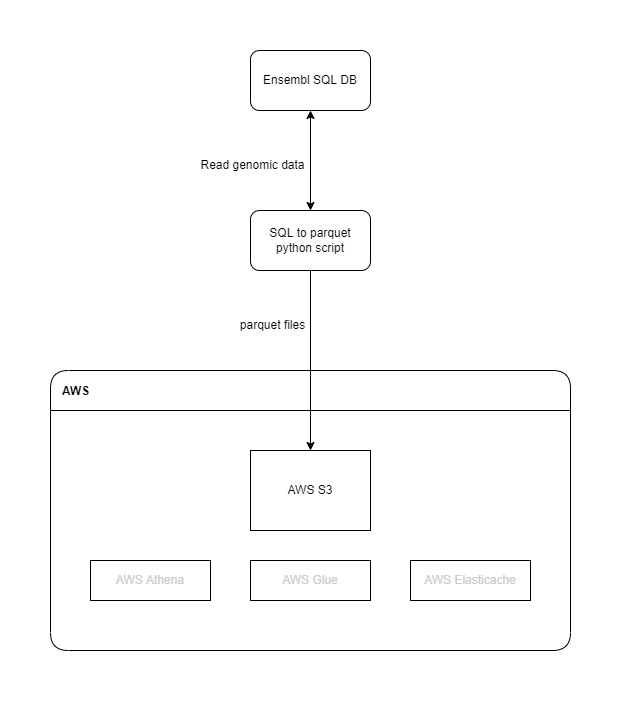 Ensembl SQL DB
Read genomic data
SQL to parquet
python script
parquet files
AWS
AWS S3
AWS Athena
AWS Glue
AWS Elasticache